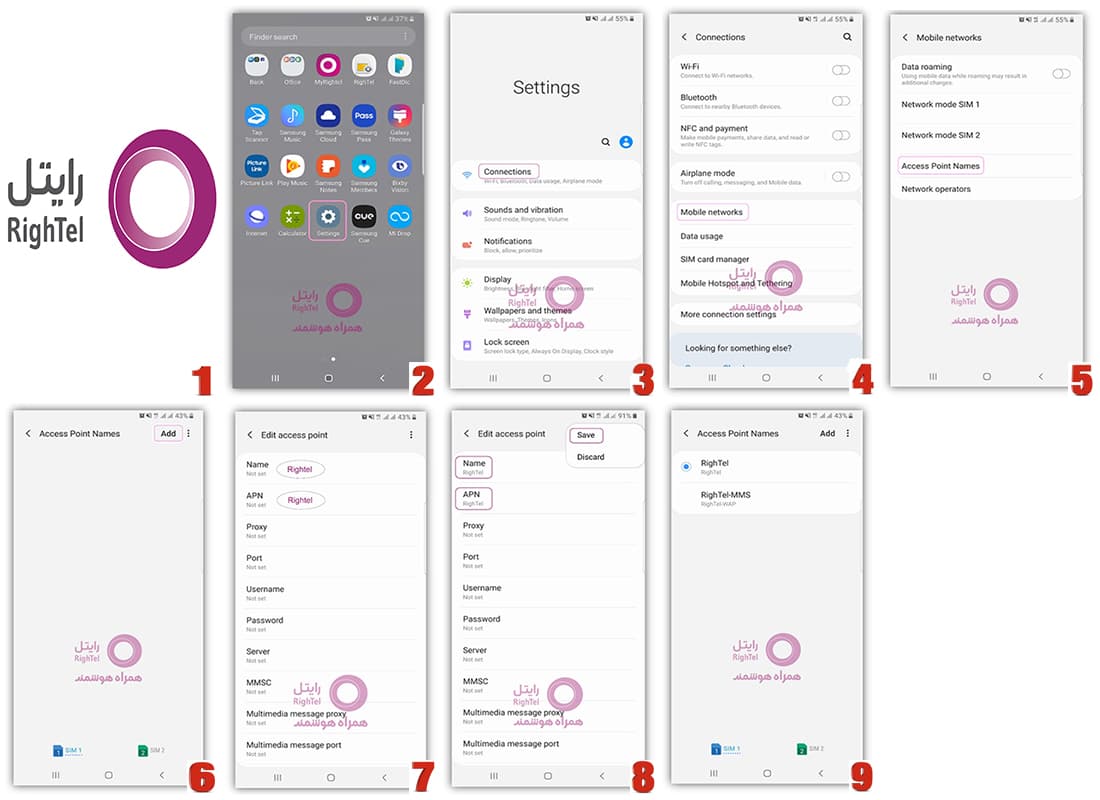 رایتل
RighTel
1
37%
Finder search
Back
Office
MyRightel
RighTel
FastDic
Tap Scanner
Samsung Music
Samsung Cloud
Pass
Samsung Pass
Galaxy Themes
Picture Link
Picture Link
Play Music
Samsung Notes
Samsung Members
Bixby Vision
Internet
Calculator
Settings
cue
Samsung Cue
Mi Drop
رایتل
RighTel
همراه هوشمند
2
55%
Settings
Connections
Wi-Fi, Bluetooth, Data usage, Airplane mode
Sounds and vibration
Sound mode, Ringtone, Volume
Notifications
Block, allow, prioritize
Display
Brightness, Blue light filter, Home screen
Wallpapers and themes
Wallpapers, Themes, Icons
Lock screen
Screen lock type, Always On Display, Clock style
رایتل
RighTel
همراه هوشمند
3
55%
Connections
Wi-Fi
Connect to Wi-Fi networks.
Bluetooth
Connect to nearby Bluetooth devices.
NFC and payment
Make mobile payments, share data, and read or
write NFC tags.
Airplane mode
Turn off calling, messaging, and Mobile data.
Mobile networks
Data usage
SIM card manager
Mobile Hotspot and Tethering
More connection settings
Looking for something else?
رایتل
RighTel
همراه هوشمند
4
55%
Mobile networks
Data roaming
Using mobile data while roaming may result in
additional charges.
Network mode SIM 1
Network mode SIM 2
Access Point Names
Network operators
رایتل
RighTel
همراه هوشمند
5
43%
Access Point Names
Add
رایتل
RighTel
همراه هوشمند
1 SIM 1
2 SIM 2
6
43%
Edit access point
Name
Not set
Rightel
APN
Not set
Rightel
Proxy
Not set
Port
Not set
Username
Not set
Password
Not set
Server
Not set
MMSC
Not set
Multimedia message proxy
Not set
Multimedia message port
Not set
رایتل
RighTel
همراه هوشمند
7
91%
Edit access point
Save
Discard
Name
RighTel
APN
RighTel
Proxy
Not set
Port
Not set
Username
Not set
Password
Not set
Server
Not set
MMSC
Not set
Multimedia message proxy
Not set
Multimedia message port
Not set
رایتل
RighTel
همراه هوشمند
8
43%
Access Point Names
Add
RighTel
RighTel-MMS
RighTel-WAP
رایتل
RighTel
همراه هوشمند
1 SIM 1
2 SIM 2
9